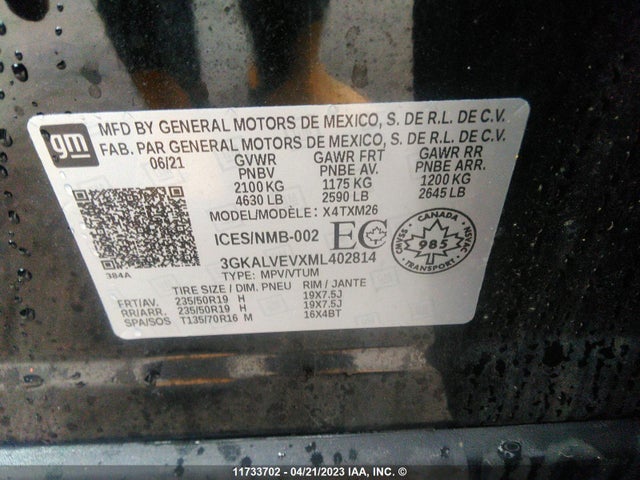 gm
MFD BY GENERAL MOTORS DE MEXICO, S. DE R.L. DE C.V.
FAB. PAR GENERAL MOTORS DE MEXICO, S. DE R.L. DE C.V.
06/21 GVWR GAWR FRT GAWR RR
PNBV PNBE AV. PNBE ARR.
2100 KG 1175 KG 1200 KG
4630 LB 2590 LB 2645 LB
MODEL/MODÈLE: X4TXM26
ICES/NMB-002 EC
CANADA
985
TRANSPORT
3GKALVEVXML402814
384A
TYPE: MPV/VTUM
TIRE SIZE / DIM. PNEU RIM / JANTE
FRT/AV. 235/50R19 H 19X7.5J
RR/ARR. 235/50R19 H 19X7.5J
SPA/SOS T135/70R16 M 16X4BT
11733702 - 04/21/2023 IAA, INC. ©